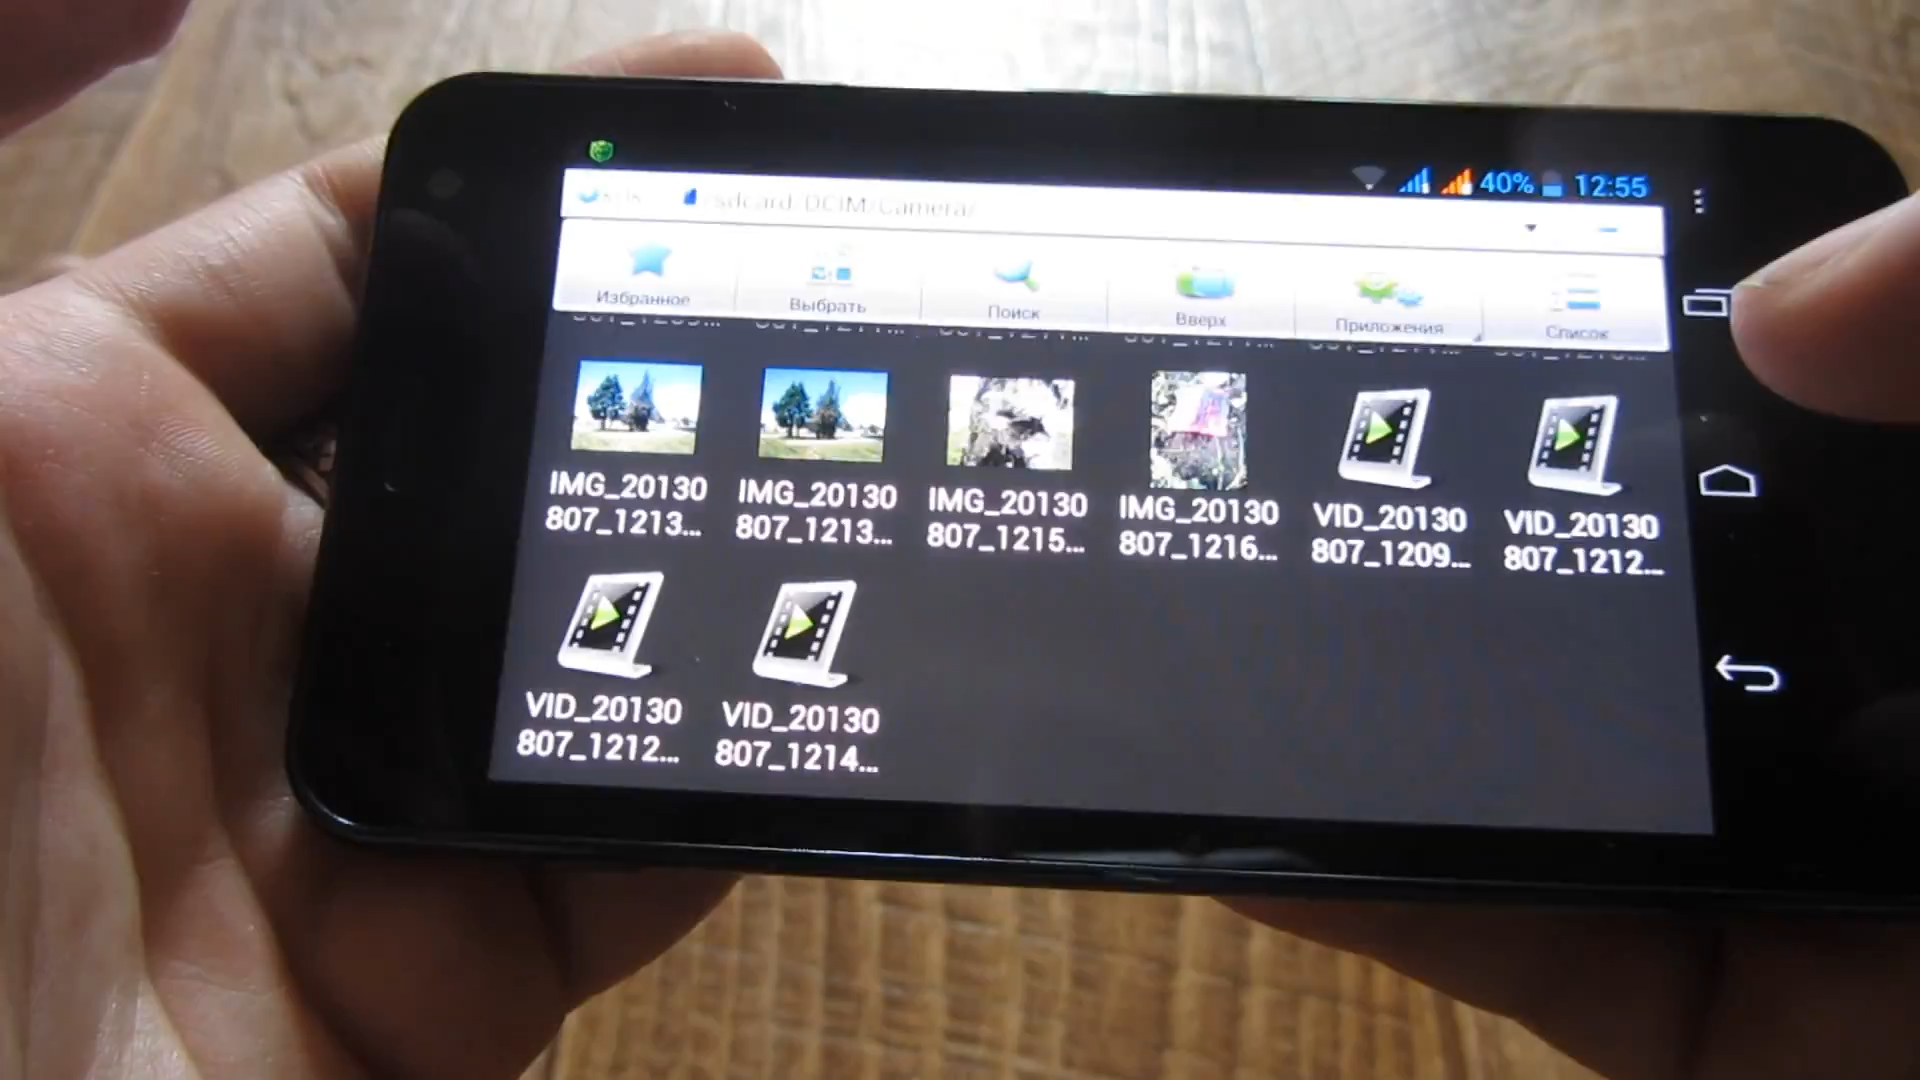 40% 12:55
/sdcard/DCIM/Camera/
Избранное Выбрать Поиск Вверх Приложения Список
IMG_20130 IMG_20130 IMG_20130 IMG_20130 VID_20130 VID_20130
807_1213... 807_1213... 807_1215... 807_1216... 807_1209... 807_1212...
VID_20130 VID_20130
807_1212... 807_1214...